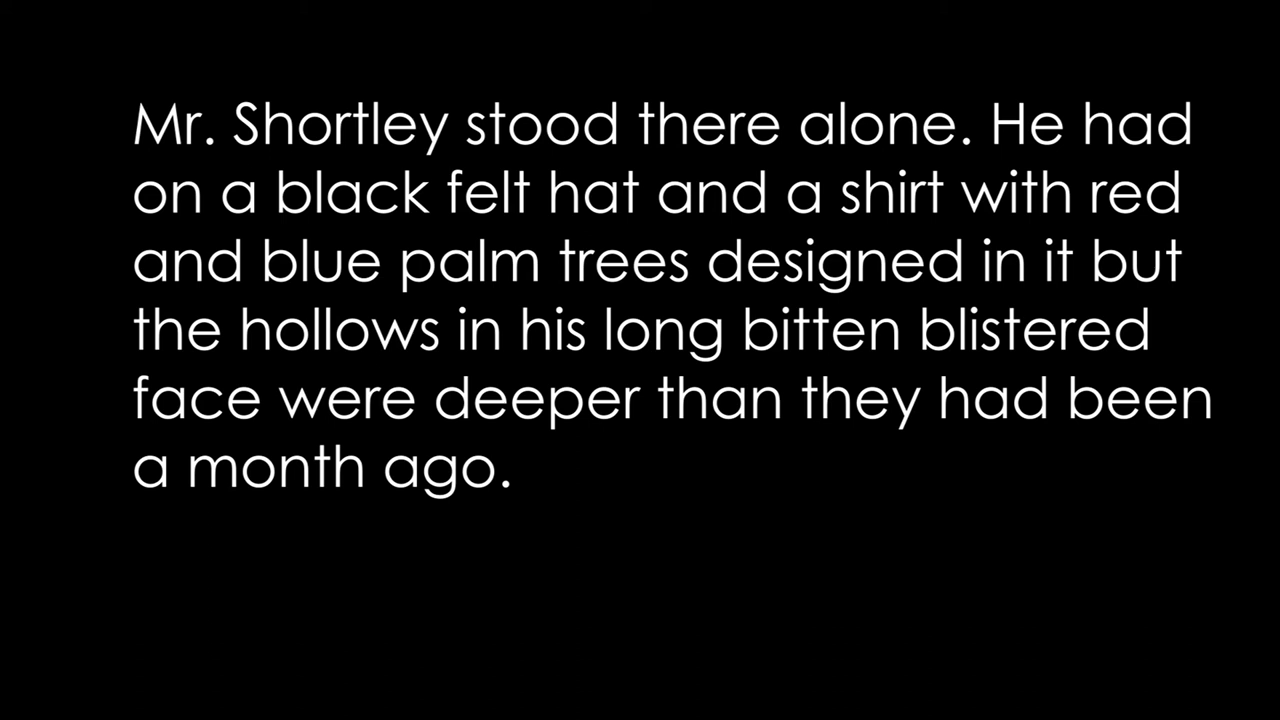 Mr. Shortley stood there alone. He had
on a black felt hat and a shirt with red
and blue palm trees designed in it but
the hollows in his long bitten blistered
face were deeper than they had been
a month ago.